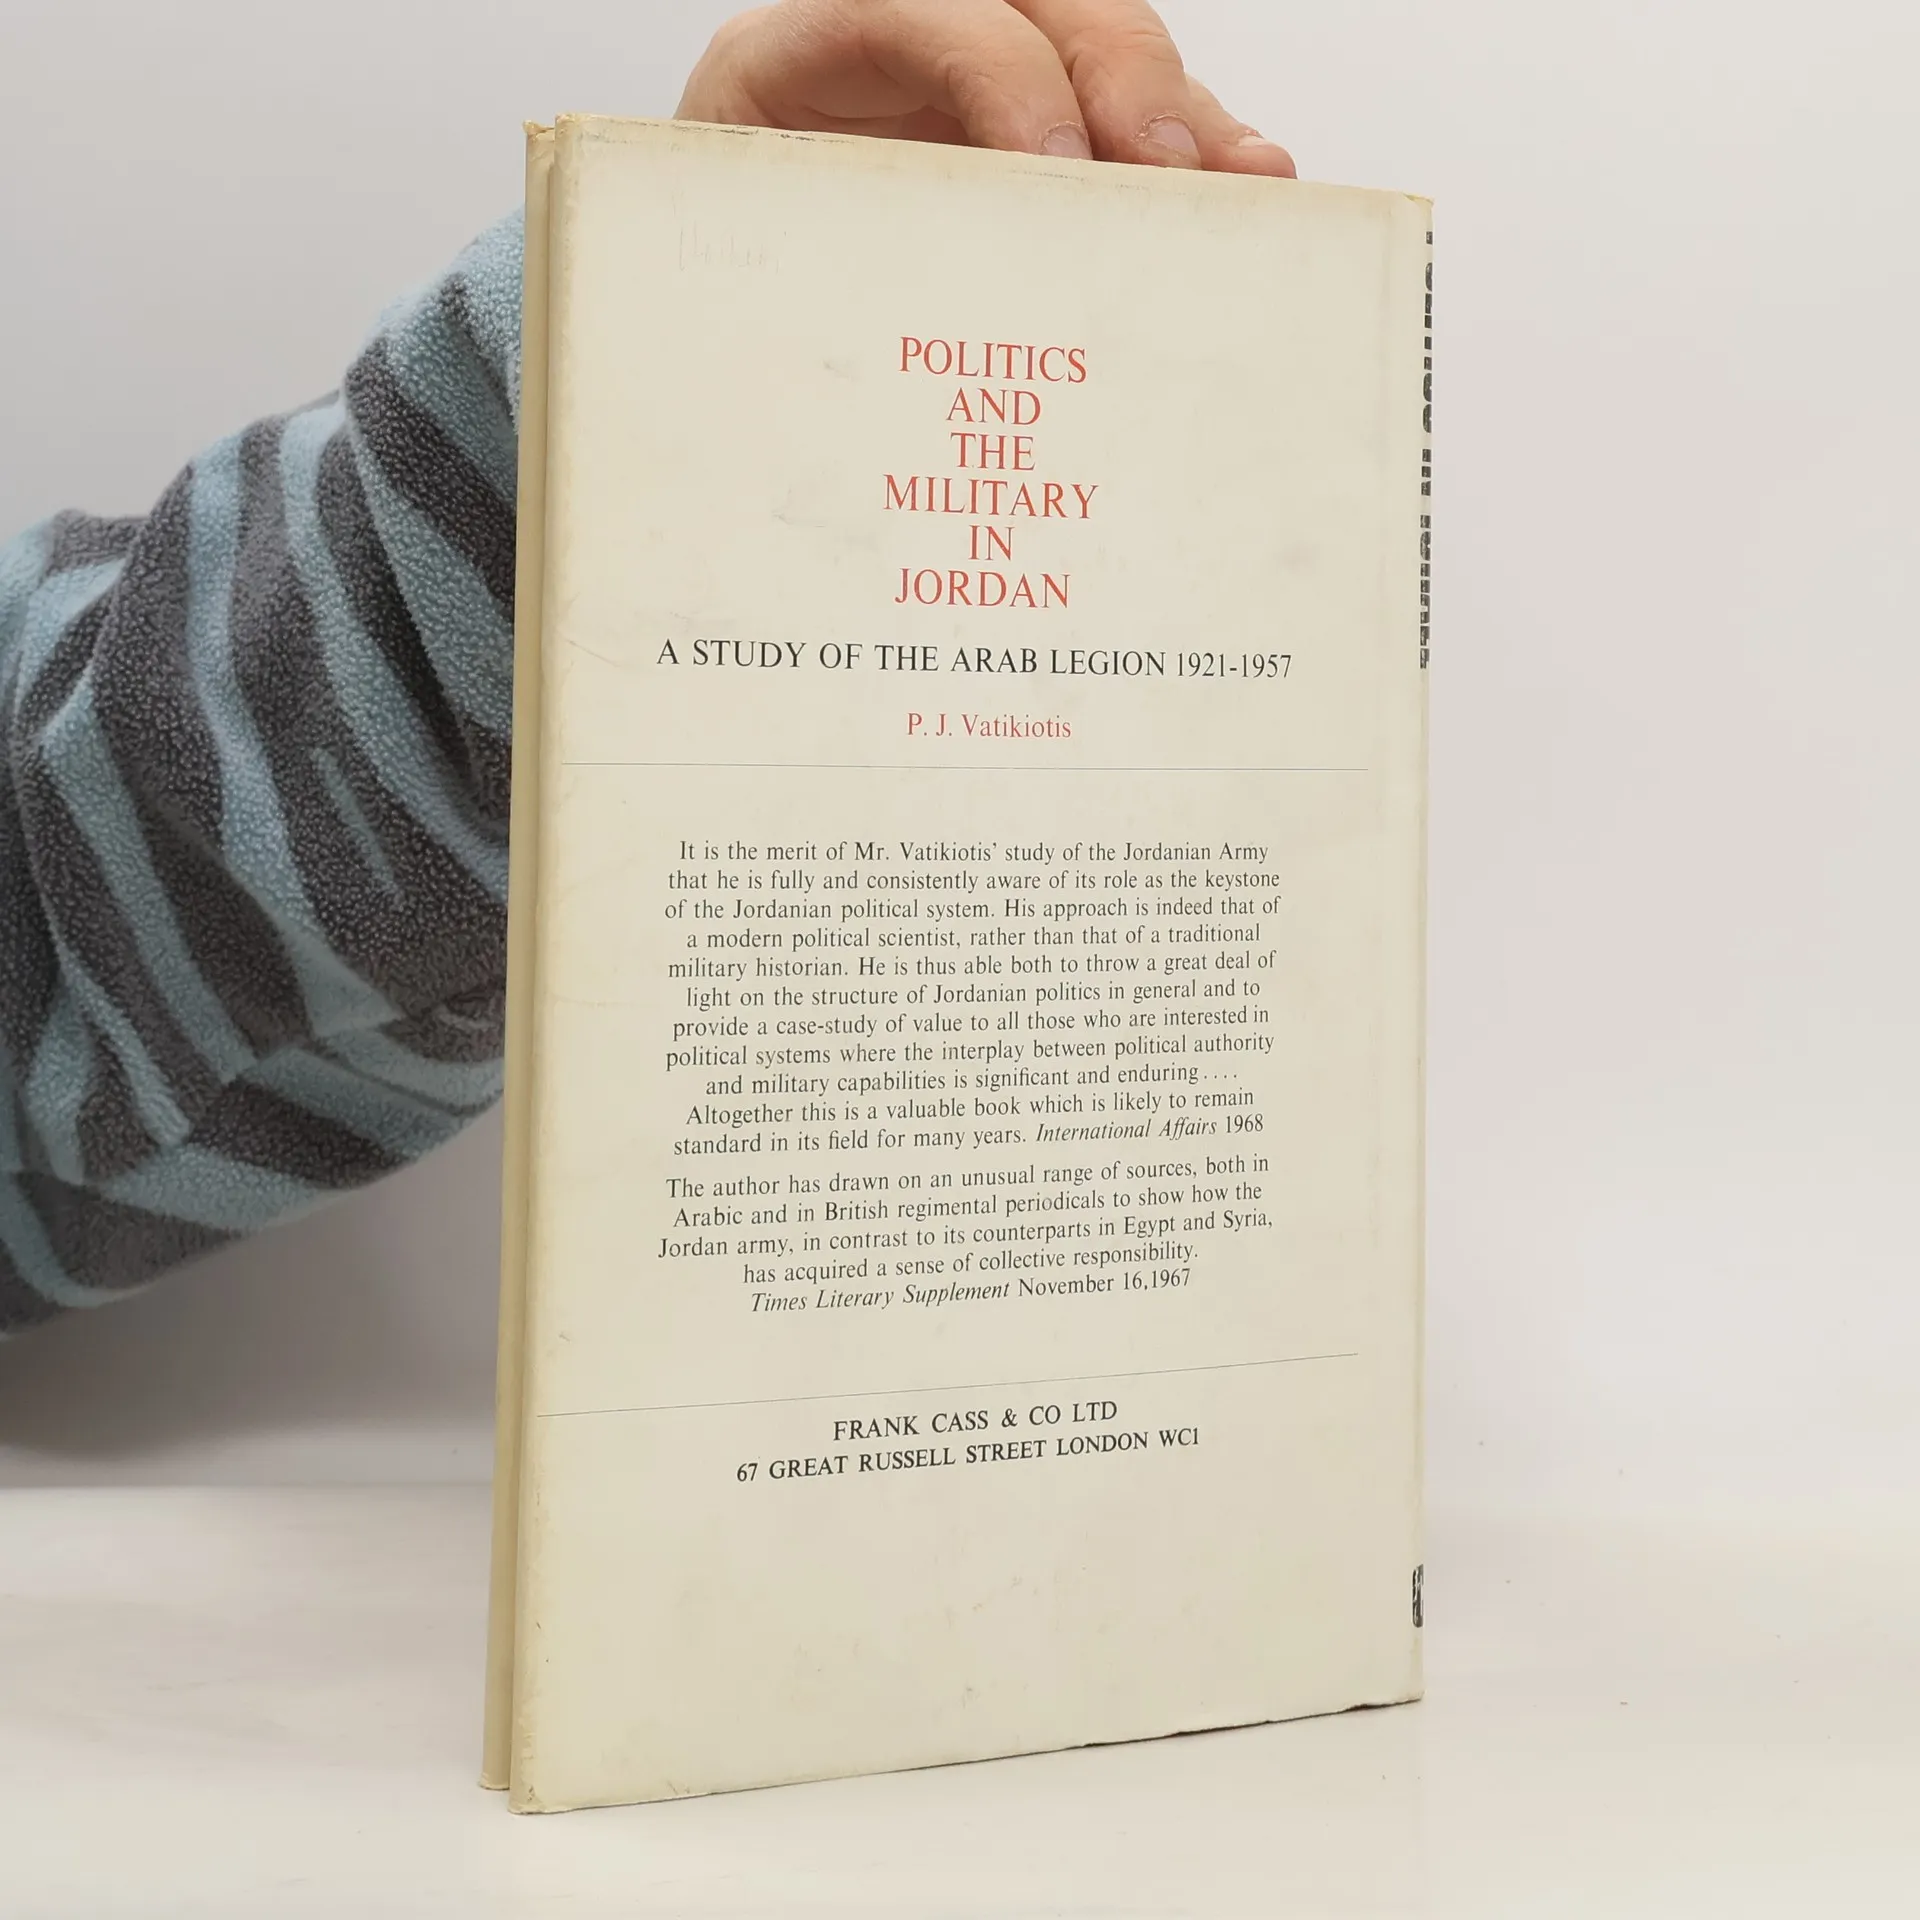 POLITICS
AND
THE
MILITARY
IN
JORDAN
A STUDY OF THE ARAB LEGION 1921-1957
P. J. Vatikiotis
It is the merit of Mr. Vatikiotis' study of the Jordanian Army
that he is fully and consistently aware of its role as the keystone
of the Jordanian political system. His approach is indeed that of
a modern political scientist, rather than that of a traditional
military historian. He is thus able both to throw a great deal of
light on the structure of Jordanian politics in general and to
provide a case-study of value to all those who are interested in
political systems where the interplay between political authority
and military capabilities is significant and enduring....
Altogether this is a valuable book which is likely to remain
standard in its field for many years. International Affairs 1968
The author has drawn on an unusual range of sources, both in
Arabic and in British regimental periodicals to show how the
Jordan army, in contrast to its counterparts in Egypt and Syria,
has acquired a sense of collective responsibility.
Times Literary Supplement November 16,1967
FRANK CASS & CO LTD
67 GREAT RUSSELL STREET LONDON WC1